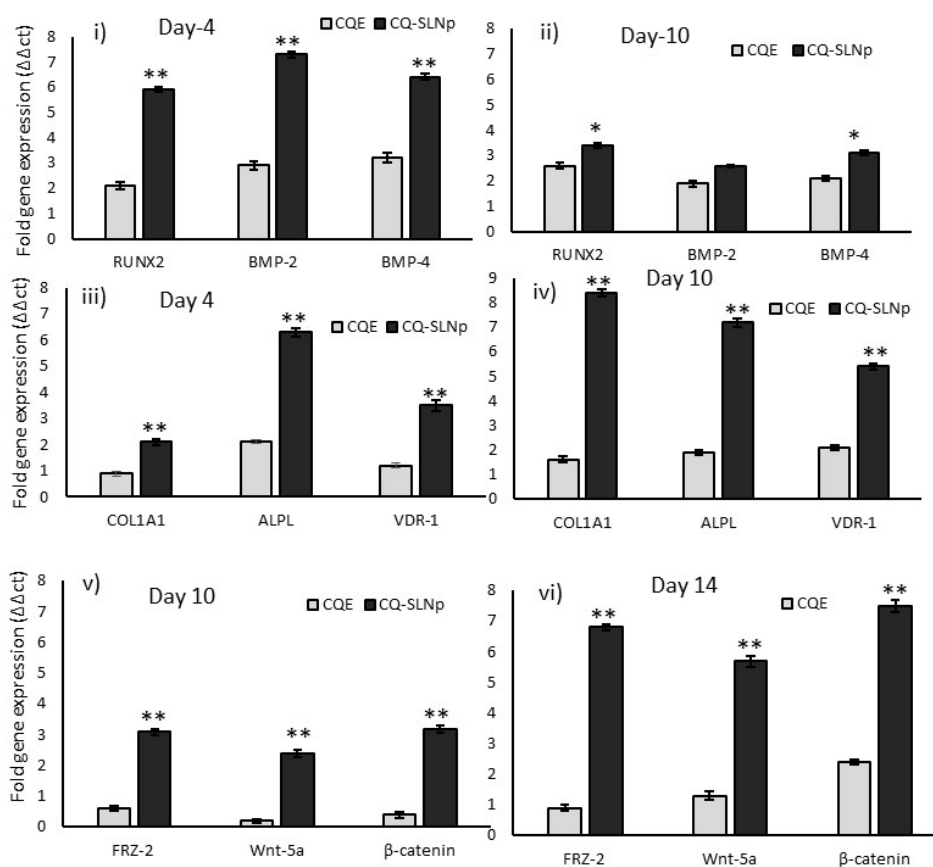 i) Day-4 CQE CQ-SLNp
Fold gene expression (ΔΔct)
8
7
6
5
4
3
2
1
0
** ** **
RUNX2 BMP-2 BMP-4
ii) Day-10
CQE CQ-SLNp
8
7
6
5
4
3
2
1
0
* *
RUNX2 BMP-2 BMP-4
iii) Day 4
CQE CQ-SLNp
Fold gene expression (ΔΔct)
8
7
6
5
4
3
2
1
0
** ** **
COL1A1 ALPL VDR-1
iv) Day 10
CQE CQ-SLNp
9
8
7
6
5
4
3
2
1
0
** ** **
COL1A1 ALPL VDR-1
v) Day 10
CQE CQ-SLNp
Fold gene expression (ΔΔct)
8
7
6
5
4
3
2
1
0
** ** **
FRZ-2 Wnt-5a β-catenin
vi) Day 14
CQE
8
7
6
5
4
3
2
1
0
** ** **
FRZ-2 Wnt-5a β-catenin